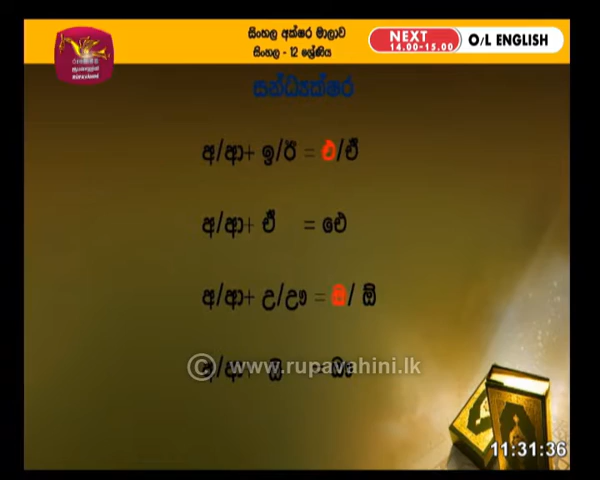 සිංහල අක්ෂර මාලාව
සිංහල - 12 ශ්‍රේණිය
NEXT
14.00-15.00
O/L ENGLISH
සන්ධ්‍යක්ෂර
අ/ආ+ ඉ/ඊ = එ/ඒ
අ/ආ+ ඒ = ඓ
අ/ආ+ උ/ඌ = ඔ/ ඕ
අ/ආ+ ඕ = ඖ
© www.rupavahini.lk
11:31:36